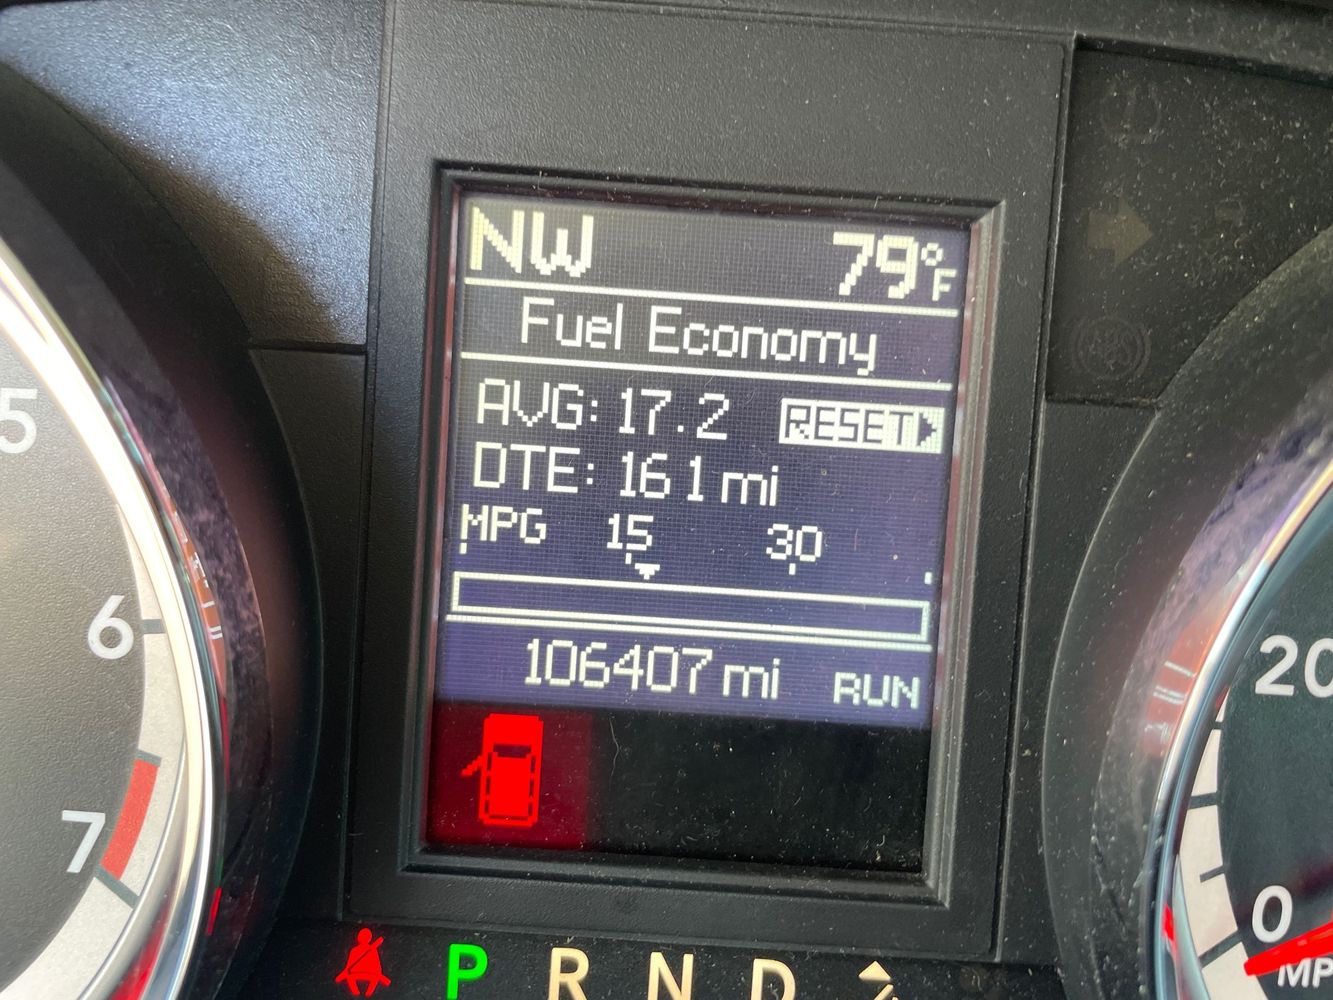 NW 79°F
Fuel Economy
AVG: 17.2 RESET
DTE: 161 mi
MPG 15 30
106407 mi RUN
5
6
7
20
0
MP
P R N D